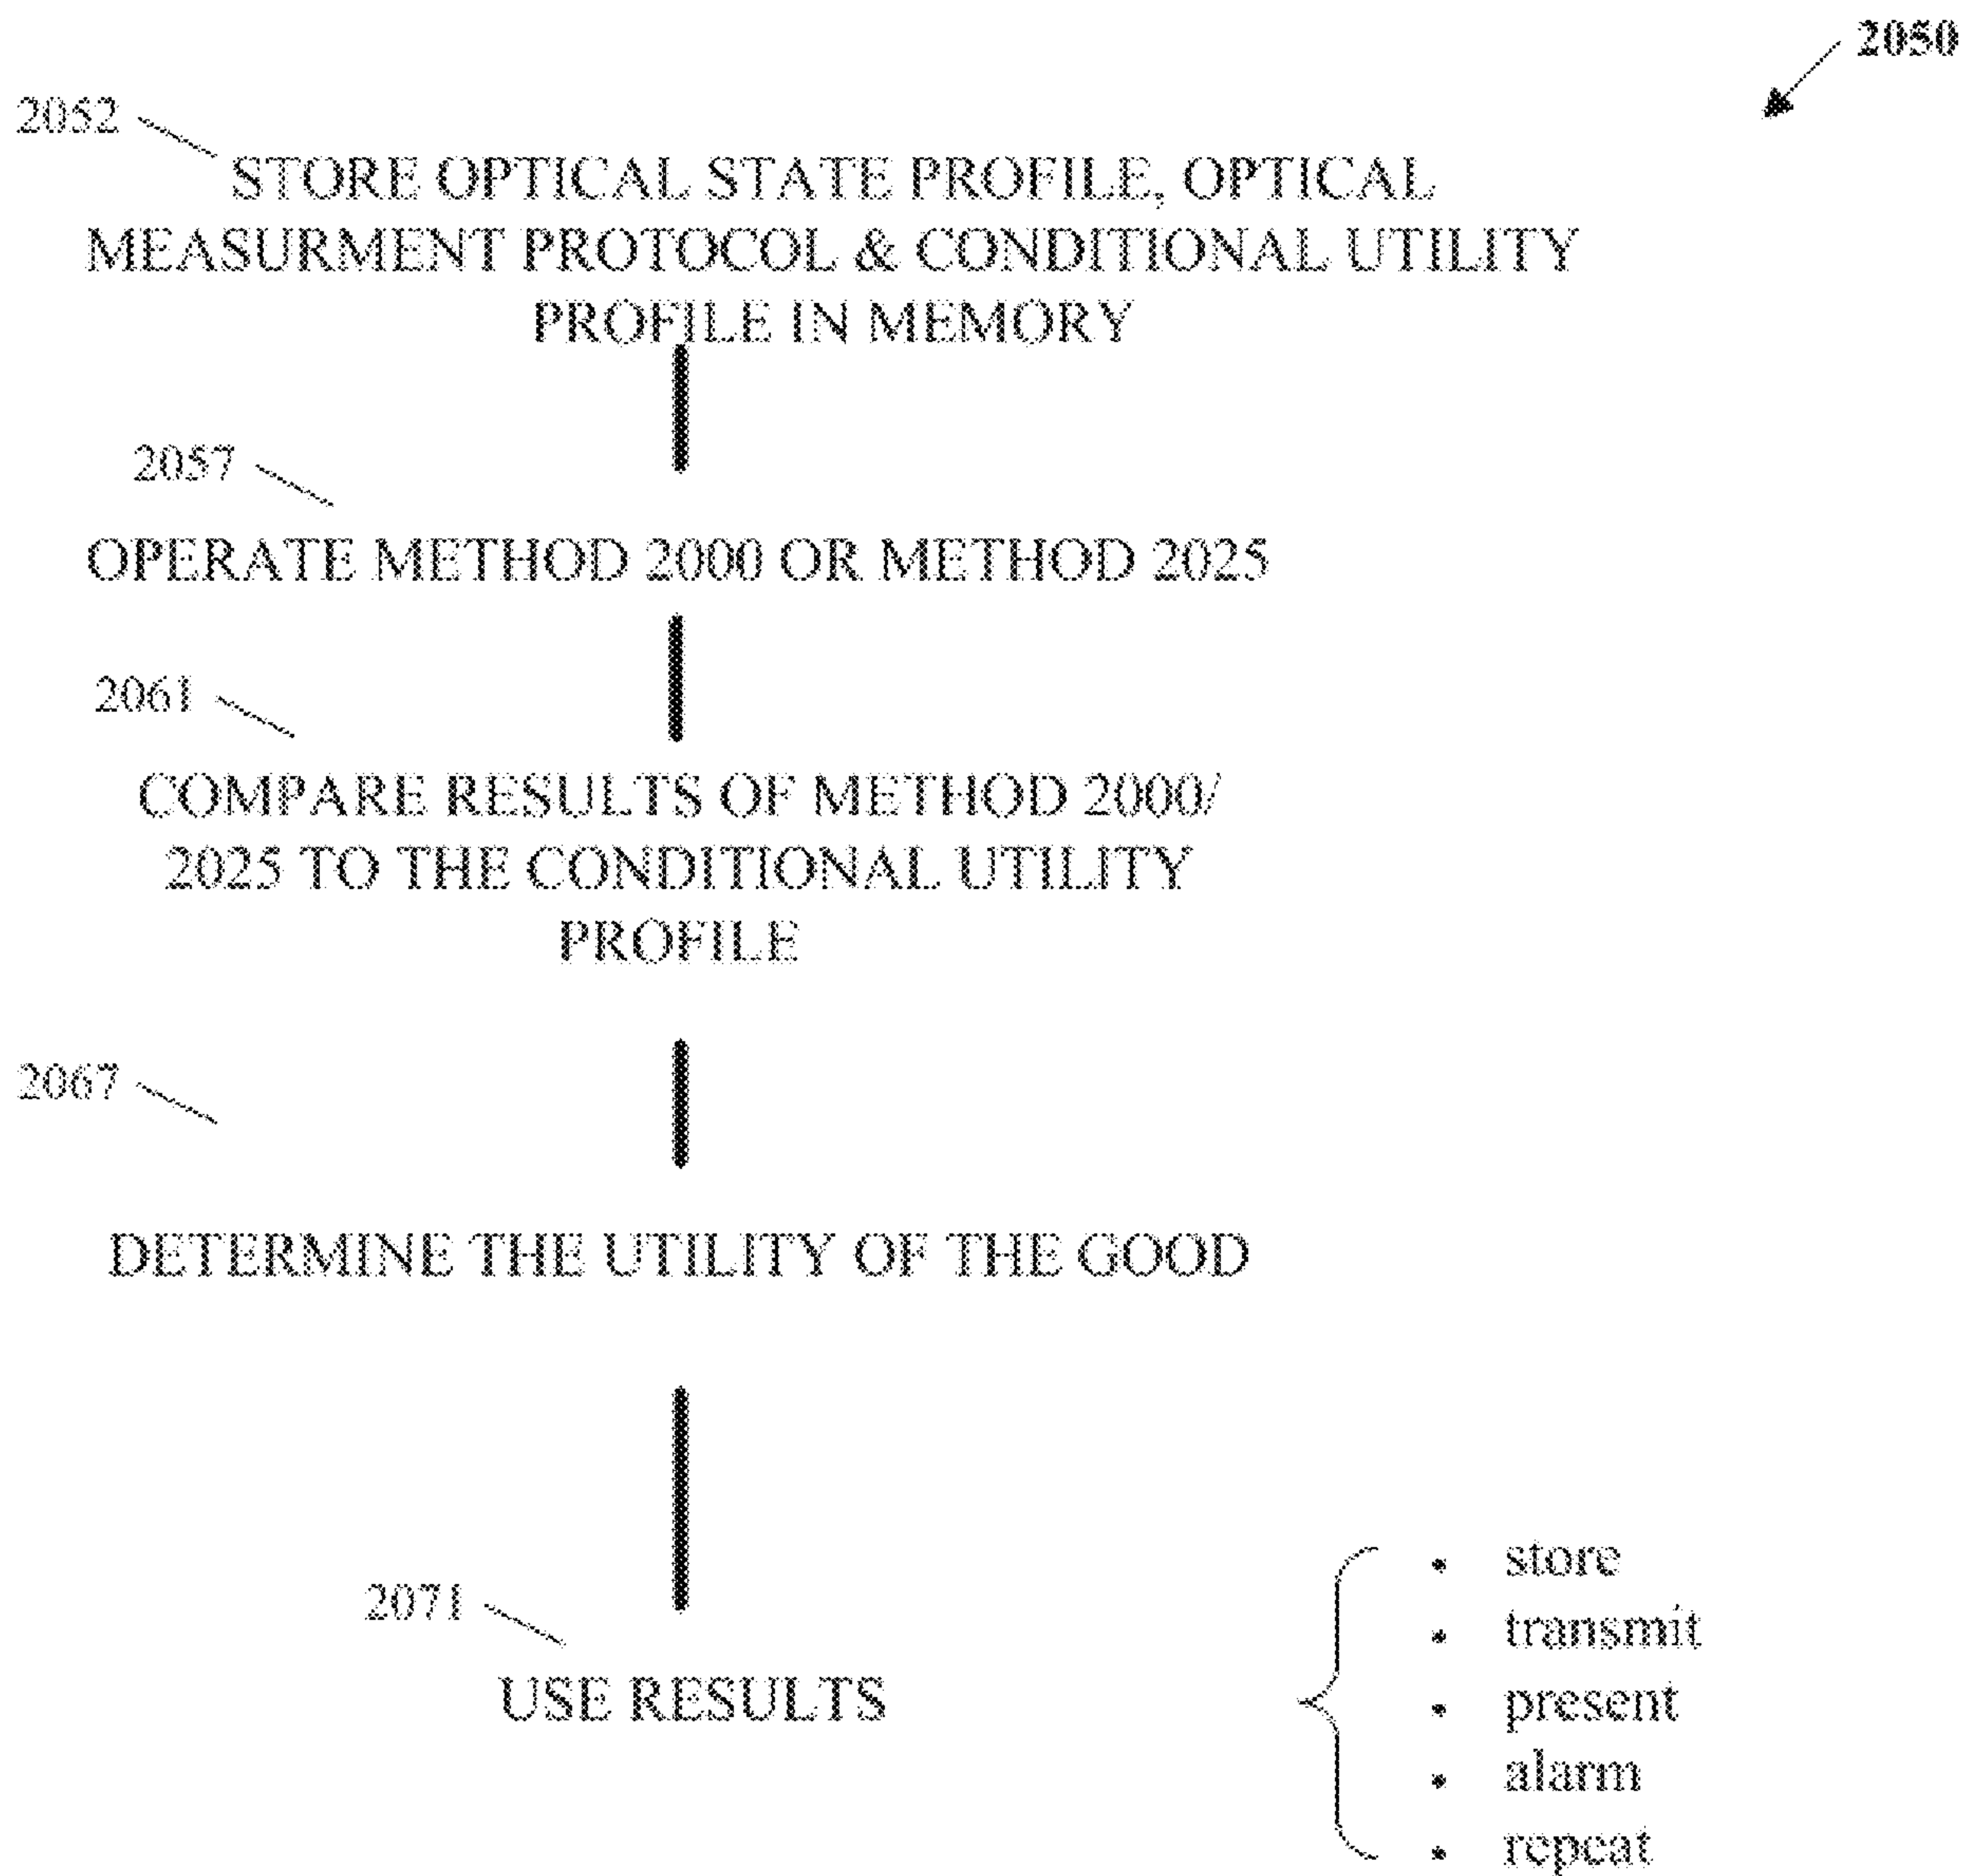 2050
2052
STORE OPTICAL STATE PROFILE, OPTICAL
MEASURMENT PROTOCOL & CONDITIONAL UTILITY
PROFILE IN MEMORY
2057
OPERATE METHOD 2000 OR METHOD 2025
2061
COMPARE RESULTS OF METHOD 2000/
2025 TO THE CONDITIONAL UTILITY
PROFILE
2067
DETERMINE THE UTILITY OF THE GOOD
2071
USE RESULTS
• store
• transmit
• present
• alarm
• repeat